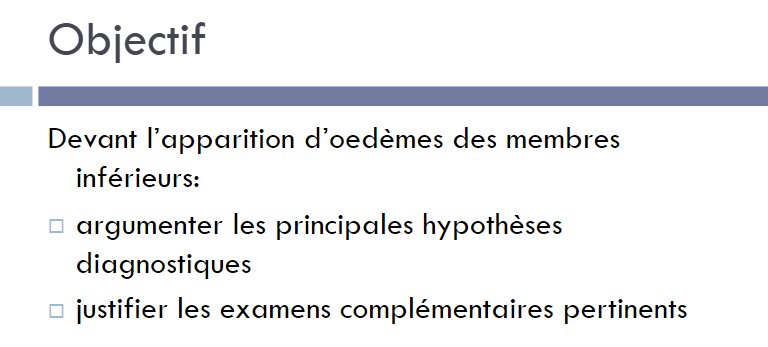 Objectif
Devant l’apparition d’oedèmes des membres
inférieurs:
argumenter les principales hypothèses
diagnostiques
justifier les examens complémentaires pertinents